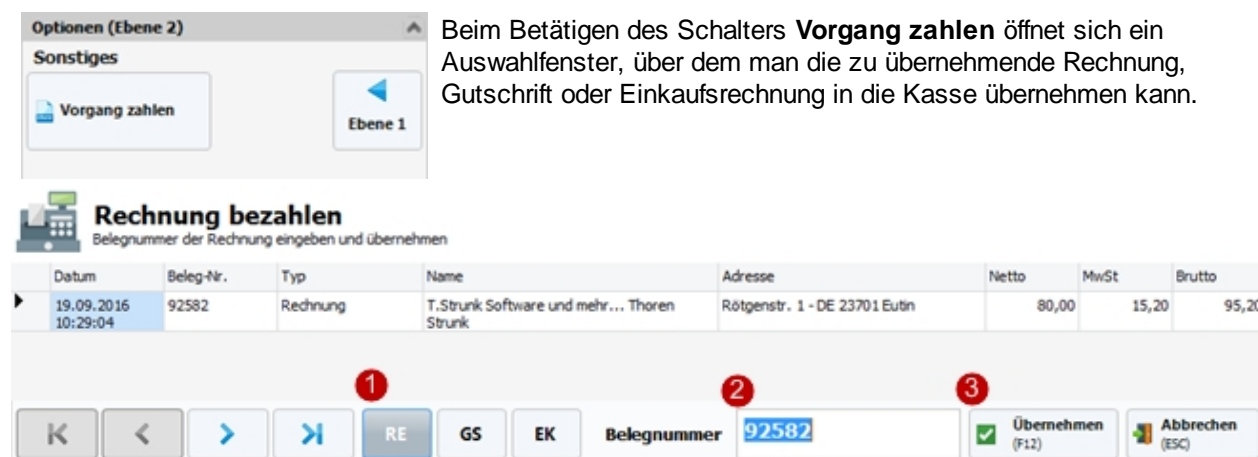 Optionen (Ebene 2)
Sonstiges
Vorgang zahlen
Ebene 1
Beim Betätigen des Schalters Vorgang zahlen öffnet sich ein
Auswahlfenster, über dem man die zu übernehmende Rechnung,
Gutschrift oder Einkaufsrechnung in die Kasse übernehmen kann.
Rechnung bezahlen
Belegnummer der Rechnung eingeben und übernehmen
Datum Beleg-Nr. Typ Name Adresse Netto MwSt Brutto
19.09.2016 92582 Rechnung T.Strunk Software und mehr... Thoren Rötgenstr. 1 - DE 23701 Eutin 80,00 15,20 95,20
10:29:04 Strunk
1 2 3
RE GS EK Belegnummer 92582 Übernehmen Abbrechen
(F12) (ESC)